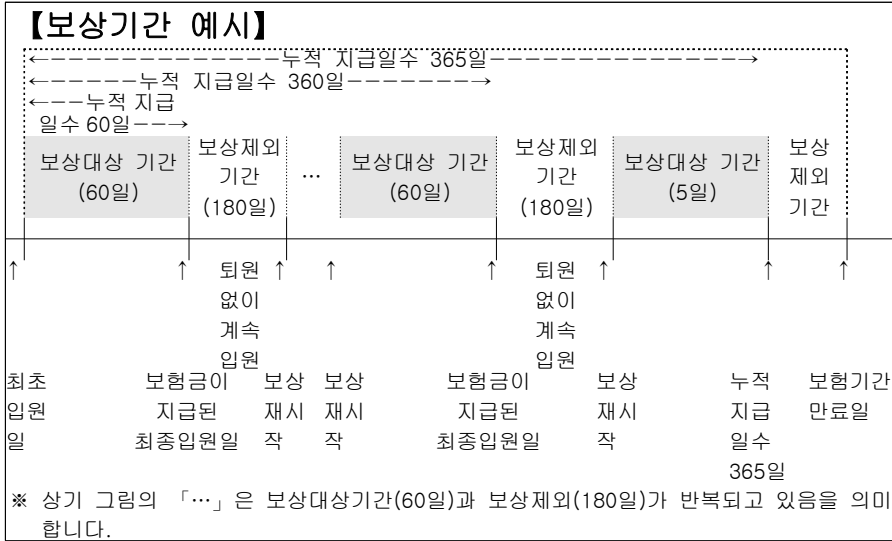 【보상기간 예시】
←−−−−−−−−−−−−−누적 지급일수 365일−−−−−−−−−−−−−−→
←−−−−−−누적 지급일수 360일−−−−−−−→
←−−−누적 지급
일수 60일−−→
보상대상 기간 보상제외 보상대상 기간 보상제외 보상대상 기간 보상
(60일) 기간 … (60일) 기간 (5일) 제외
(180일) (180일) 기간
↑ ↑ 퇴원 ↑ ↑ ↑ 퇴원 ↑ ↑ ↑
없이 없이
계속 계속
입원 입원
최초 보험금이 보상 보상 보험금이 보상 누적 보험기간
입원 지급된 재시 재시 지급된 재시 지급 만료일
일 최종입원일 작 작 최종입원일 작 일수
365일
※ 상기 그림의 「…」은 보상대상기간(60일)과 보상제외(180일)가 반복되고 있음을 의미
합니다.